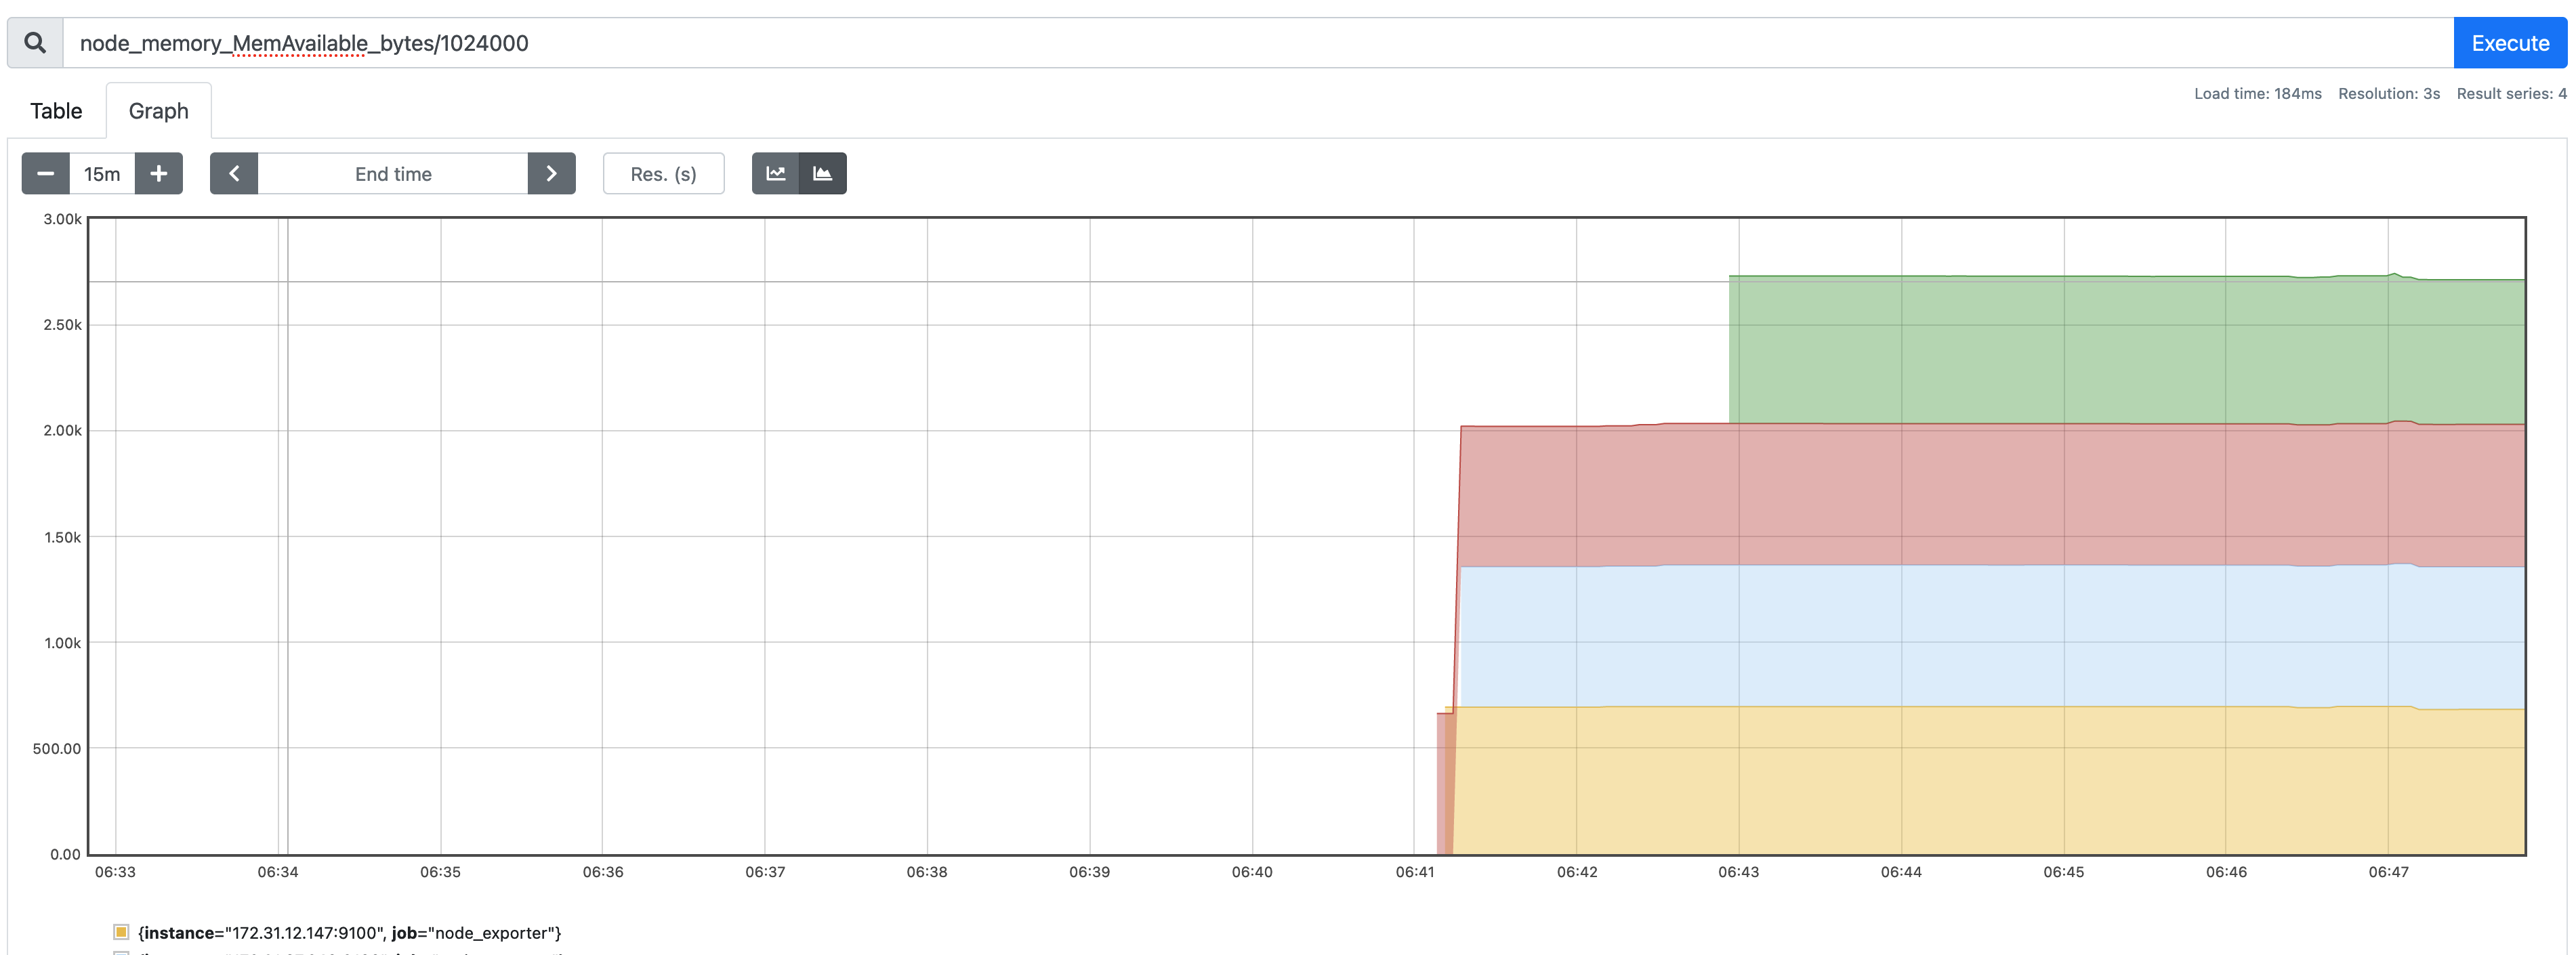 node_memory_MemAvailable_bytes/1024000 Execute
Table Graph Load time: 184ms Resolution: 3s Result series: 4
15m End time Res. (s)
3.00k
2.50k
2.00k
1.50k
1.00k
500.00
0.00
06:33 06:34 06:35 06:36 06:37 06:38 06:39 06:40 06:41 06:42 06:43 06:44 06:45 06:46 06:47
{instance="172.31.12.147:9100", job="node_exporter"}